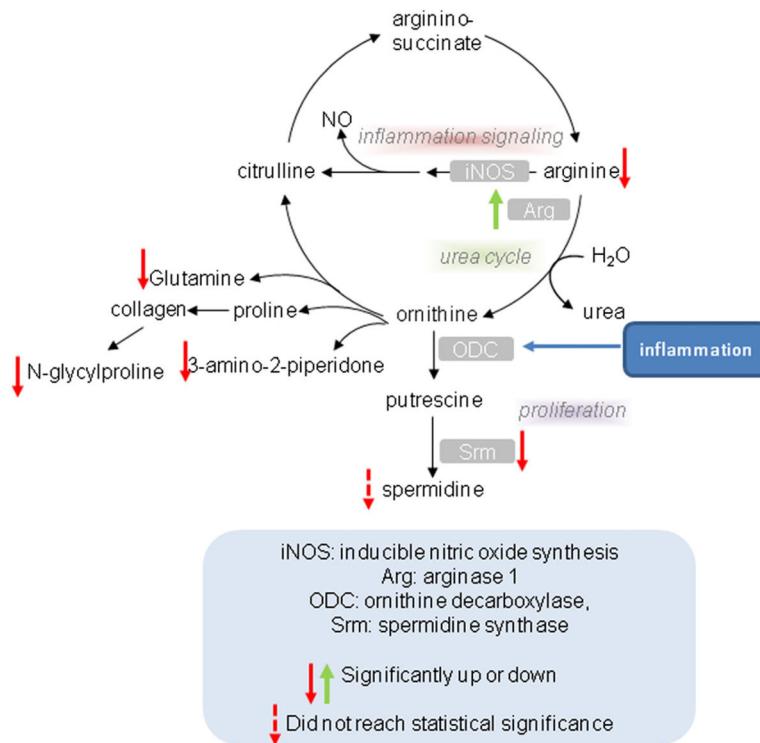 arginino-
succinate
NO
inflammation signaling
citrulline
iNOS
arginine
Arg
urea cycle
H₂O
Glutamine
collagen
proline
ornithine
urea
N-glycylproline
3-amino-2-piperidone
ODC
inflammation
putrescine
proliferation
Srm
spermidine
iNOS: inducible nitric oxide synthesis
Arg: arginase 1
ODC: ornithine decarboxylase,
Srm: spermidine synthase
Significantly up or down
Did not reach statistical significance